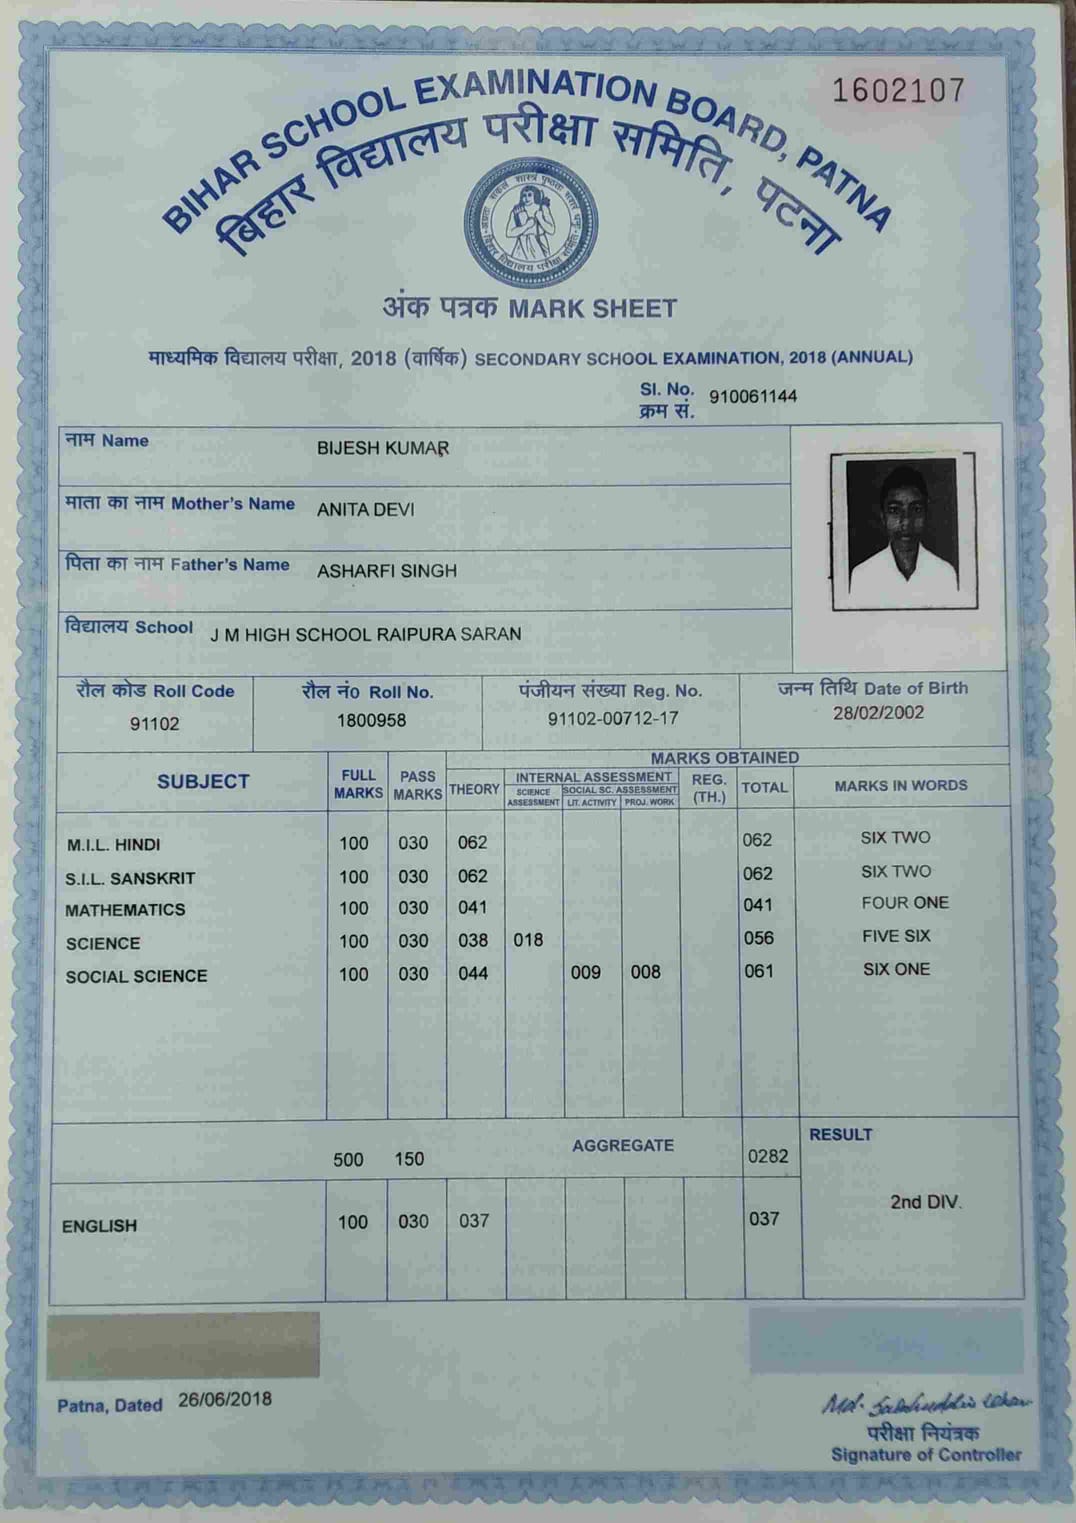 1602107
BIHAR SCHOOL EXAMINATION BOARD, PATNA
बिहार विद्यालय परीक्षा समिति, पटना
बिहार विद्यालय परीक्षा समिति
अंक पत्रक MARK SHEET
माध्यमिक विद्यालय परीक्षा, 2018 (वार्षिक) SECONDARY SCHOOL EXAMINATION, 2018 (ANNUAL)
Sl. No. 910061144
क्रम सं.
नाम Name BIJESH KUMAR
माता का नाम Mother's Name ANITA DEVI
पिता का नाम Father's Name ASHARFI SINGH
विद्यालय School J M HIGH SCHOOL RAIPURA SARAN
रौल कोड Roll Code रौल नं० Roll No. पंजीयन संख्या Reg. No. जन्म तिथि Date of Birth
91102 1800958 91102-00712-17 28/02/2002
SUBJECT FULL MARKS PASS MARKS MARKS OBTAINED
THEORY INTERNAL ASSESSMENT REG. (TH.) TOTAL MARKS IN WORDS
SCIENCE ASSESSMENT SOCIAL SC. ASSESSMENT
LIT. ACTIVITY PROJ. WORK
M.I.L. HINDI 100 030 062 062 SIX TWO
S.I.L. SANSKRIT 100 030 062 062 SIX TWO
MATHEMATICS 100 030 041 041 FOUR ONE
SCIENCE 100 030 038 018 056 FIVE SIX
SOCIAL SCIENCE 100 030 044 009 008 061 SIX ONE
500 150 AGGREGATE 0282 RESULT
2nd DIV.
ENGLISH 100 030 037 037
Patna, Dated 26/06/2018
परीक्षा नियंत्रक
Signature of Controller